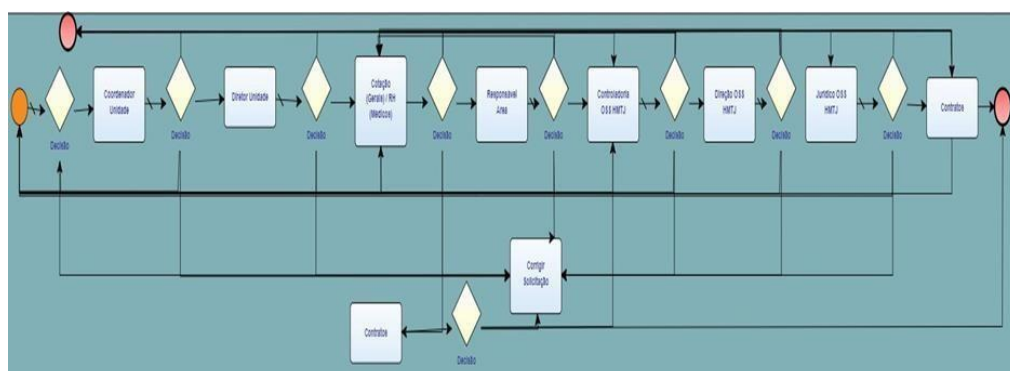 Coordenador
Unidade
Diretor Unidade
Cotação
(Gerais) / RH
(Médicos)
Responsável
Área
Controladoria
OSS HMTJ
Direção OSS
HMTJ
Jurídico OSS
HMTJ
Contratos
Decisão
Decisão
Decisão
Decisão
Decisão
Decisão
Decisão
Decisão
Corrigir
Solicitação
Contratos
Decisão